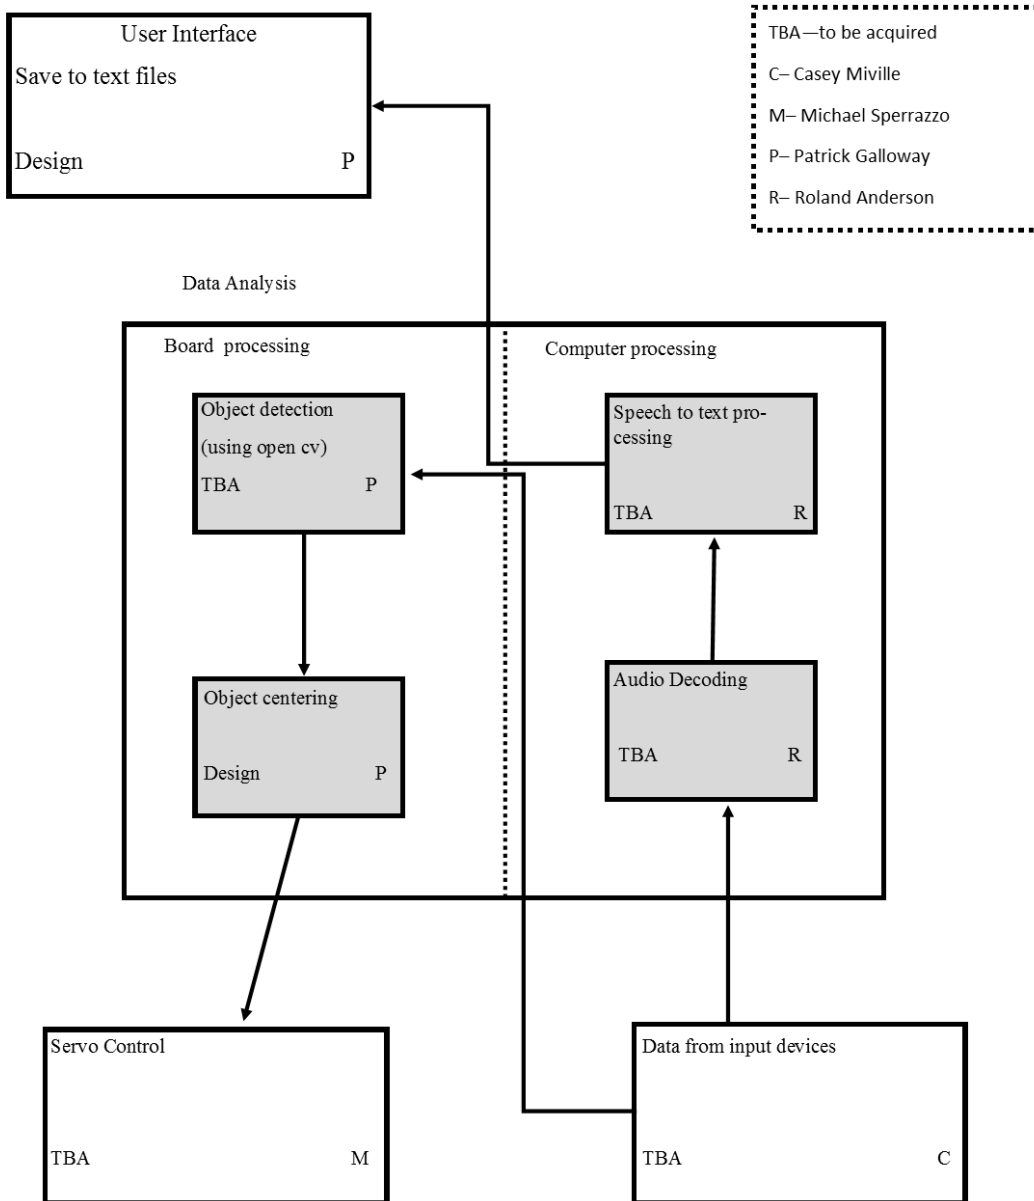 User Interface
Save to text files
Design P
TBA—to be acquired
C– Casey Miville
M– Michael Sperrazzo
P– Patrick Galloway
R– Roland Anderson
Data Analysis
Board processing
Computer processing
Object detection
(using open cv)
TBA P
Speech to text pro-
cessing
TBA R
Object centering
Design P
Audio Decoding
TBA R
Servo Control
TBA M
Data from input devices
TBA C